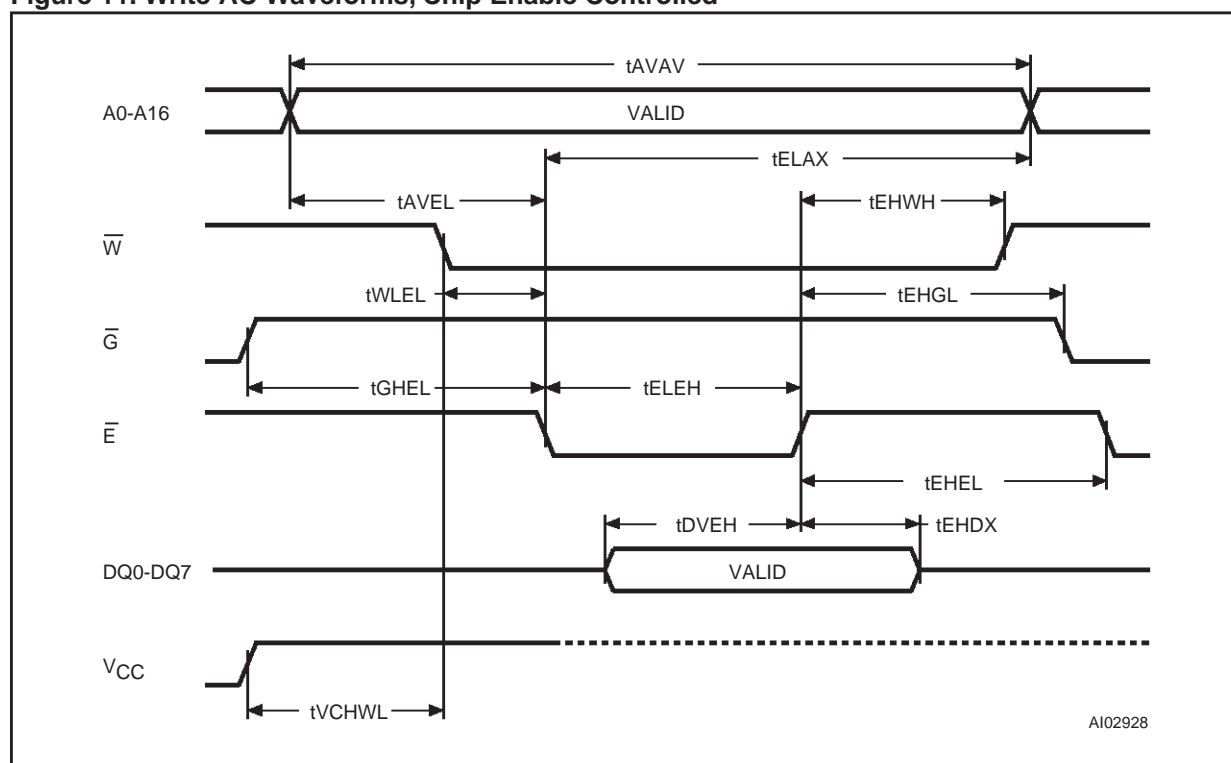 Figure 11. Write AC Waveforms, Chip Enable Controlled
tAVAV
A0-A16
VALID
tELAX
tAVEL
tEHWH
W̅
tWLEL
tEHGL
G̅
tGHEL
tELEH
E̅
tEHEL
tDVEH
tEHDX
DQ0-DQ7
VALID
VCC
tVCHWL
AI02928